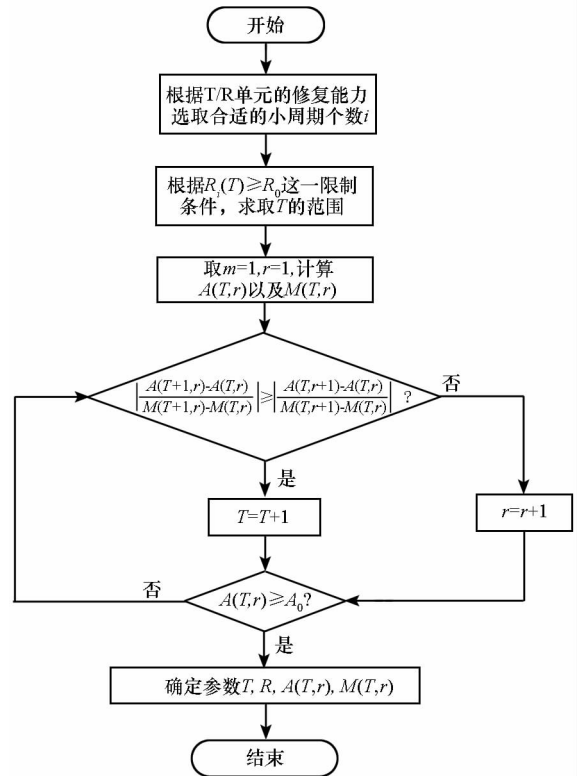 开始
根据T/R单元的修复能力
选取合适的小周期个数i
根据R_i(T)≥R_0这一限制
条件，求取T的范围
取m=1,r=1,计算
A(T,r)以及M(T,r)
|A(T+1,r)-A(T,r)/M(T+1,r)-M(T,r)|≥|A(T,r+1)-A(T,r)/M(T,r+1)-M(T,r)| ?
否
是
T=T+1
r=r+1
否
A(T,r)≥A_0?
是
确定参数T, R, A(T,r), M(T,r)
结束